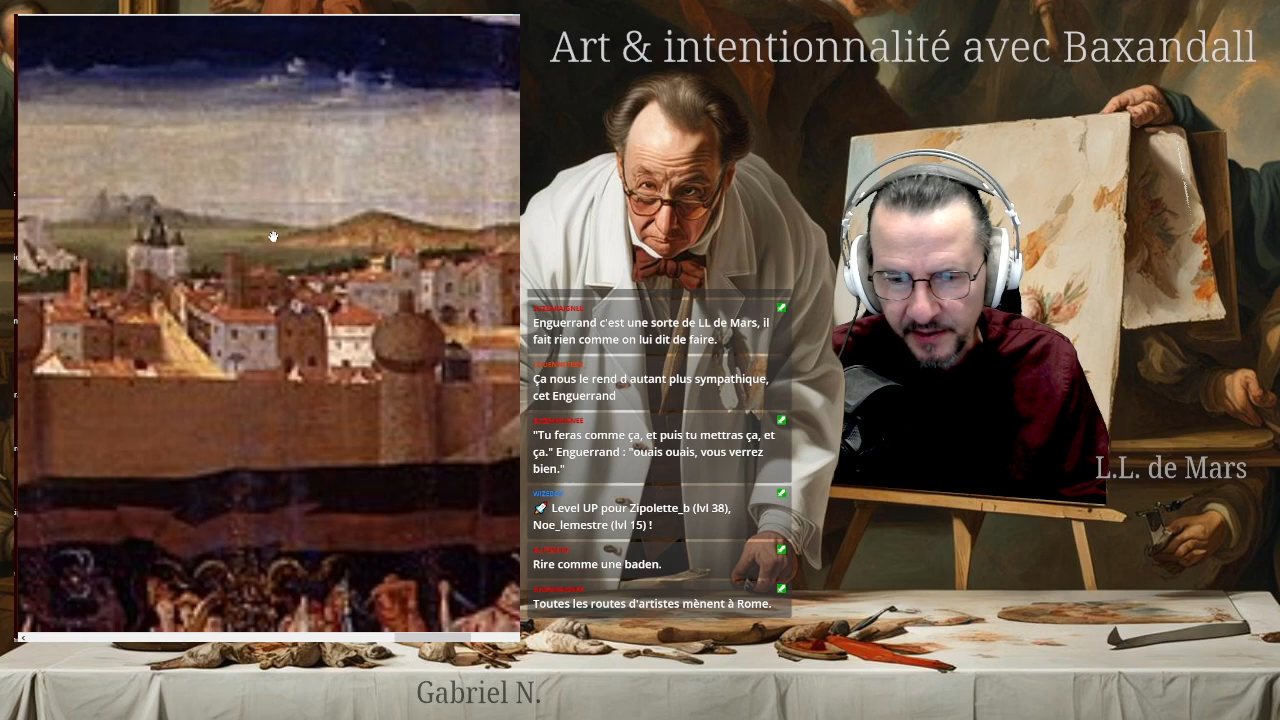 Art & intentionnalité avec Baxandall
Enguerrand c'est une sorte de LL de Mars, il
fait rien comme on lui dit de faire.
Ça nous le rend d autant plus sympathique,
cet Enguerrand
"Tu feras comme ça, et puis tu mettras ça, et
ça." Enguerrand : "ouais ouais, vous verrez
bien."
Level UP pour Zipolette_b (lvl 38),
Noe_lemestre (lvl 15) !
Rire comme une baden.
Toutes les routes d'artistes mènent à Rome.
L.L. de Mars
Gabriel N.